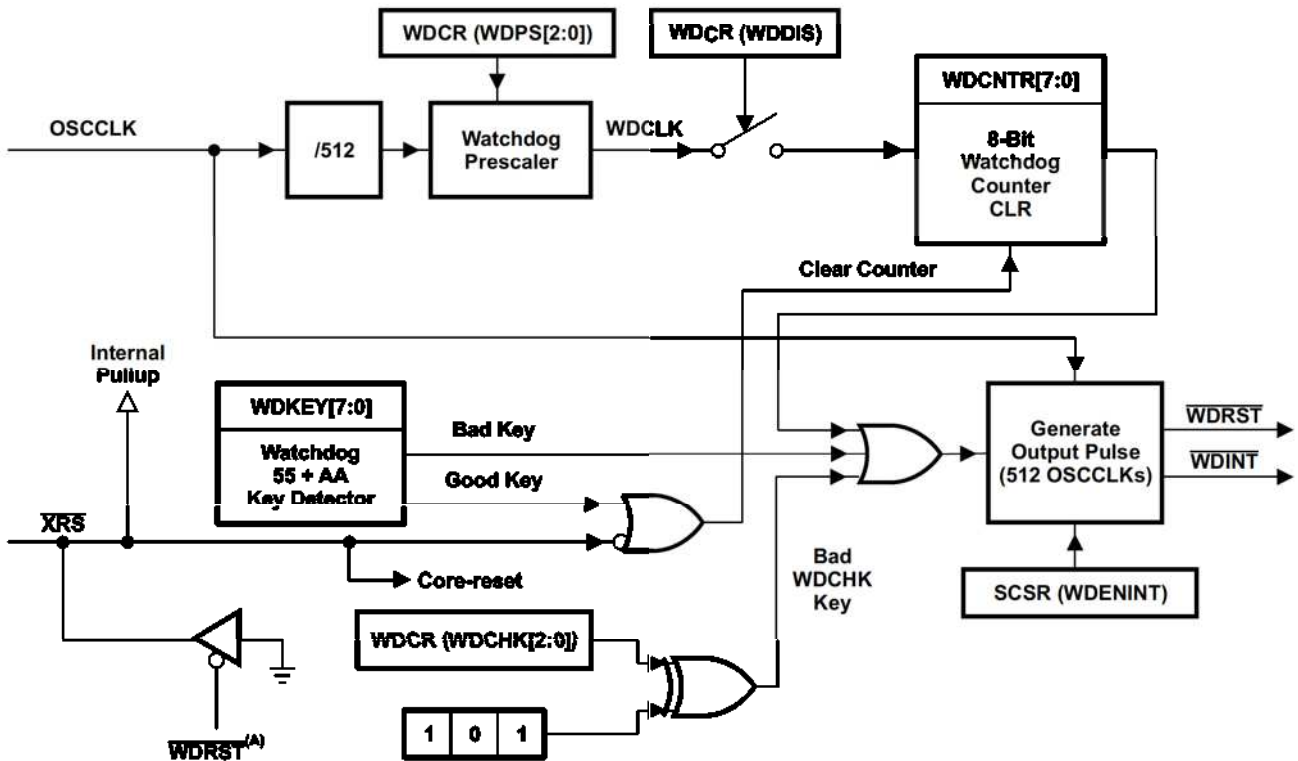 WDCR (WDPS[2:0])
WDCR (WDDIS)
WDCNTR[7:0]
OSCCLK
/512
Watchdog
Prescaler
WDCLK
8-Bit
Watchdog
Counter
CLR
Clear Counter
Internal
Pullup
WDKEY[7:0]
Watchdog
55 + AA
Key Detector
Bad Key
Good Key
Generate
Output Pulse
(512 OSCCLKs)
WDRST
WDINT
XRS
Core-reset
Bad
WDCHK
Key
SCSR (WDENINT)
WDCR (WDCHK[2:0])
WDRST(A)
1 0 1